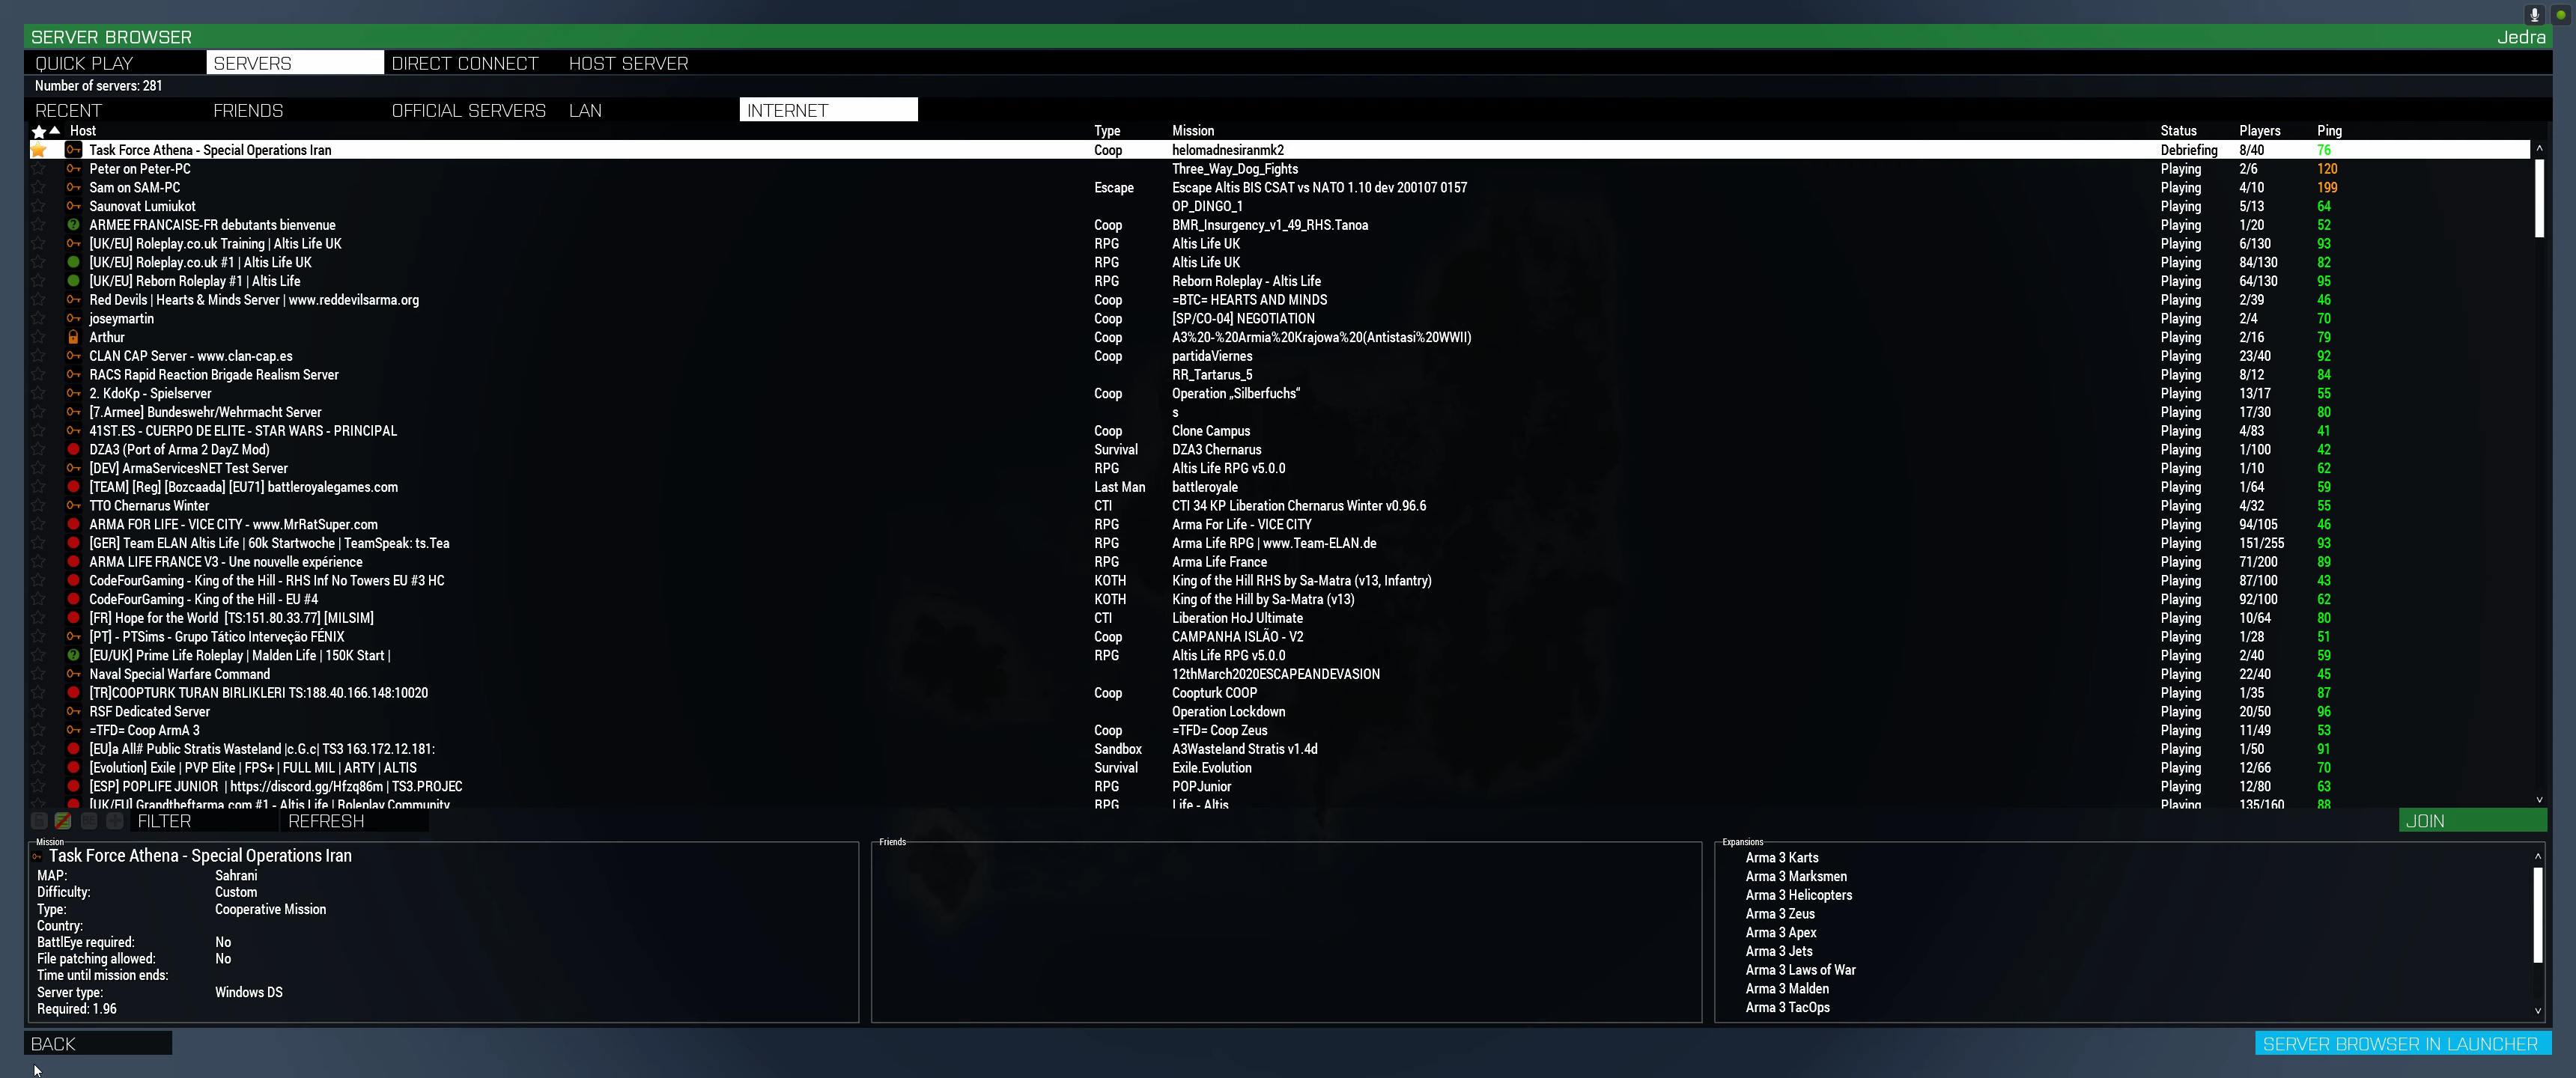 SERVER BROWSER Jedra
QUICK PLAY SERVERS DIRECT CONNECT HOST SERVER
Number of servers: 281
RECENT FRIENDS OFFICIAL SERVERS LAN INTERNET
Host Type Mission Status Players Ping
Task Force Athena - Special Operations Iran Coop helomadnesiranmk2 Debriefing 8/40 76
Peter on Peter-PC Three_Way_Dog_Fights Playing 2/6 120
Sam on SAM-PC Escape Escape Altis BIS CSAT vs NATO 1.10 dev 200107 0157 Playing 4/10 199
Saunovat Lumiukot OP_DINGO_1 Playing 5/13 64
ARMEE FRANCAISE-FR debutants bienvenue Coop BMR_Insurgency_v1_49_RHS.Tanoa Playing 1/20 52
[UK/EU] Roleplay.co.uk Training | Altis Life UK RPG Altis Life UK Playing 6/130 93
[UK/EU] Roleplay.co.uk #1 | Altis Life UK RPG Altis Life UK Playing 84/130 82
[UK/EU] Reborn Roleplay #1 | Altis Life RPG Reborn Roleplay - Altis Life Playing 64/130 95
Red Devils | Hearts & Minds Server | www.reddevilsarma.org Coop =BTC= HEARTS AND MINDS Playing 2/39 46
joseymartin Coop [SP/CO-04] NEGOTIATION Playing 2/4 70
Arthur Coop A3%20-%20Armia%20Krajowa%20(Antistasi%20WWII) Playing 2/16 79
CLAN CAP Server - www.clan-cap.es Coop partidaViernes Playing 23/40 92
RACS Rapid Reaction Brigade Realism Server RR_Tartarus_5 Playing 8/12 84
2. KdoKp - Spielserver Coop Operation „Silberfuchs“ Playing 13/17 55
[7.Armee] Bundeswehr/Wehrmacht Server s Playing 17/30 80
41ST.ES - CUERPO DE ELITE - STAR WARS - PRINCIPAL Coop Clone Campus Playing 4/83 41
DZA3 (Port of Arma 2 DayZ Mod) Survival DZA3 Chernarus Playing 1/100 42
[DEV] ArmaServicesNET Test Server RPG Altis Life RPG v5.0.0 Playing 1/10 62
[TEAM] [Reg] [Bozcaada] [EU71] battleroyalegames.com Last Man battleroyale Playing 1/64 59
TTO Chernarus Winter CTI CTI 34 KP Liberation Chernarus Winter v0.96.6 Playing 4/32 55
ARMA FOR LIFE - VICE CITY - www.MrRatSuper.com RPG Arma For Life - VICE CITY Playing 94/105 46
[GER] Team ELAN Altis Life | 60k Startwoche | TeamSpeak: ts.Tea RPG Arma Life RPG | www.Team-ELAN.de Playing 151/255 93
ARMA LIFE FRANCE V3 - Une nouvelle expérience RPG Arma Life France Playing 71/200 89
CodeFourGaming - King of the Hill - RHS Inf No Towers EU #3 HC KOTH King of the Hill RHS by Sa-Matra (v13, Infantry) Playing 87/100 43
CodeFourGaming - King of the Hill - EU #4 KOTH King of the Hill by Sa-Matra (v13) Playing 92/100 62
[FR] Hope for the World [TS:151.80.33.77] [MILSIM] CTI Liberation HoJ Ultimate Playing 10/64 80
[PT] - PTSims - Grupo Tático Interveção FÉNIX Coop CAMPANHA ISLÃO - V2 Playing 1/28 51
[EU/UK] Prime Life Roleplay | Malden Life | 150K Start | RPG Altis Life RPG v5.0.0 Playing 2/40 59
Naval Special Warfare Command 12thMarch2020ESCAPEANDEVASION Playing 22/40 45
[TR]COOPTURK TURAN BIRLIKLERI TS:188.40.166.148:10020 Coop Coopturk COOP Playing 1/35 87
RSF Dedicated Server Operation Lockdown Playing 20/50 96
=TFD= Coop ArmA 3 Coop =TFD= Coop Zeus Playing 11/49 53
[EU]a All# Public Stratis Wasteland |c.G.c| TS3 163.172.12.181: Sandbox A3Wasteland Stratis v1.4d Playing 1/50 91
[Evolution] Exile | PVP Elite | FPS+ | FULL MIL | ARTY | ALTIS Survival Exile.Evolution Playing 12/66 70
[ESP] POPLIFE JUNIOR | https://discord.gg/Hfzq86m | TS3.PROJEC RPG POPJunior Playing 12/80 63
[UK/EU] Grandtheftarma.com #1 - Altis Life | Roleplay Community RPG Life - Altis Playing 135/160 88
FILTER REFRESH JOIN
Mission Friends Expansions
Task Force Athena - Special Operations Iran
MAP: Sahrani
Difficulty: Custom
Type: Cooperative Mission
Country:
BattlEye required: No
File patching allowed: No
Time until mission ends:
Server type: Windows DS
Required: 1.96
Arma 3 Karts
Arma 3 Marksmen
Arma 3 Helicopters
Arma 3 Zeus
Arma 3 Apex
Arma 3 Jets
Arma 3 Laws of War
Arma 3 Malden
Arma 3 TacOps
BACK SERVER BROWSER IN LAUNCHER